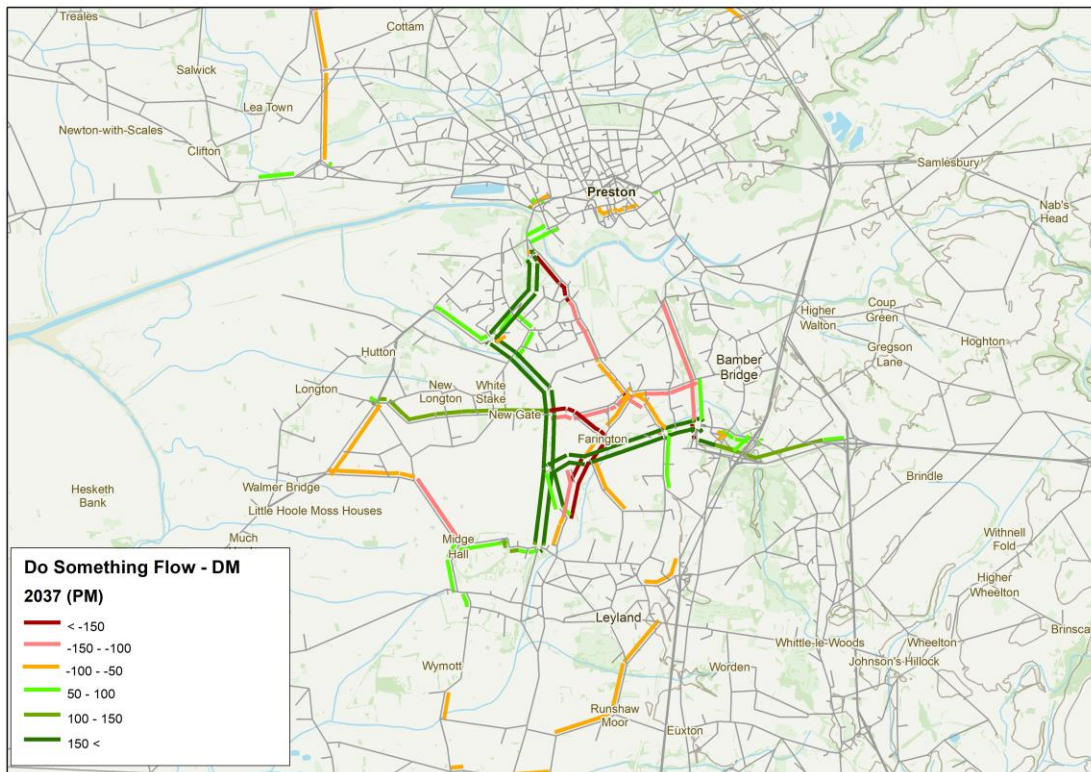 Treales
Cottam
Salwick
Lea Town
Newton-with-Scales
Clifton
Samlesbury
Preston
Nab's
Head
Coup
Green
Higher
Walton
Gregson
Lane
Hoghton
Hutton
Bamber
Bridge
Longton
New
Longton
White
Stake
New Gate
Farington
Walmer Bridge
Hesketh
Bank
Little Hoole Moss Houses
Brindle
Much
Midge
Hall
Withnell
Fold
Higher
Wheelton
Leyland
Whittle-le-Woods
Wheelton
Brinsca
Johnson's Hillock
Wymott
Worden
Runshaw
Moor
Euxton
Do Something Flow - DM
2037 (PM)
< -150
-150 - -100
-100 - -50
50 - 100
100 - 150
150 <